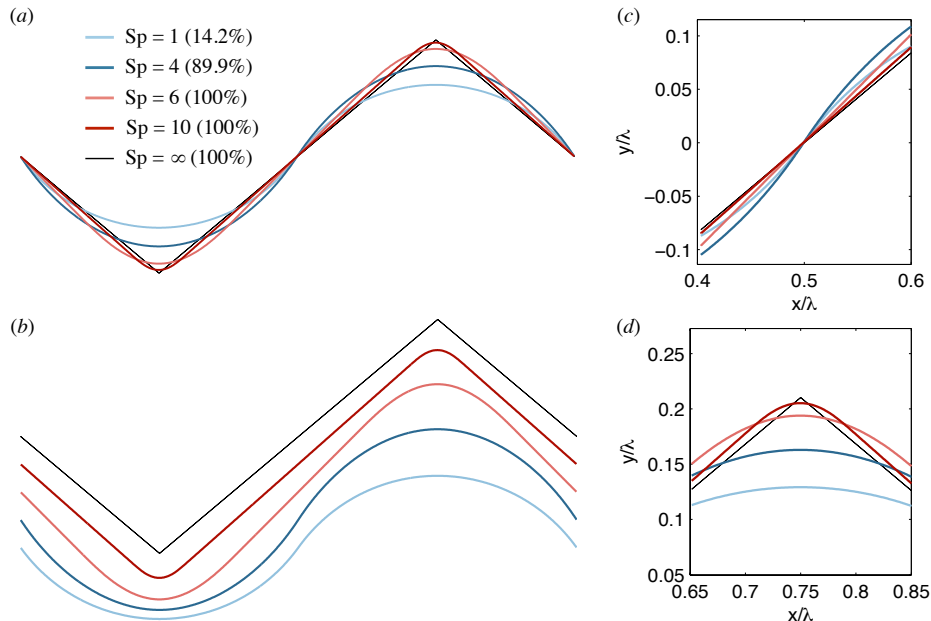 (a)
Sp = 1 (14.2%)
Sp = 4 (89.9%)
Sp = 6 (100%)
Sp = 10 (100%)
Sp = ∞ (100%)
(b)
(c)
0.1
0.05
0
−0.05
−0.1
y/λ
0.4
0.5
0.6
x/λ
(d)
0.25
0.2
0.15
0.1
0.05
y/λ
0.65
0.7
0.75
0.8
0.85
x/λ